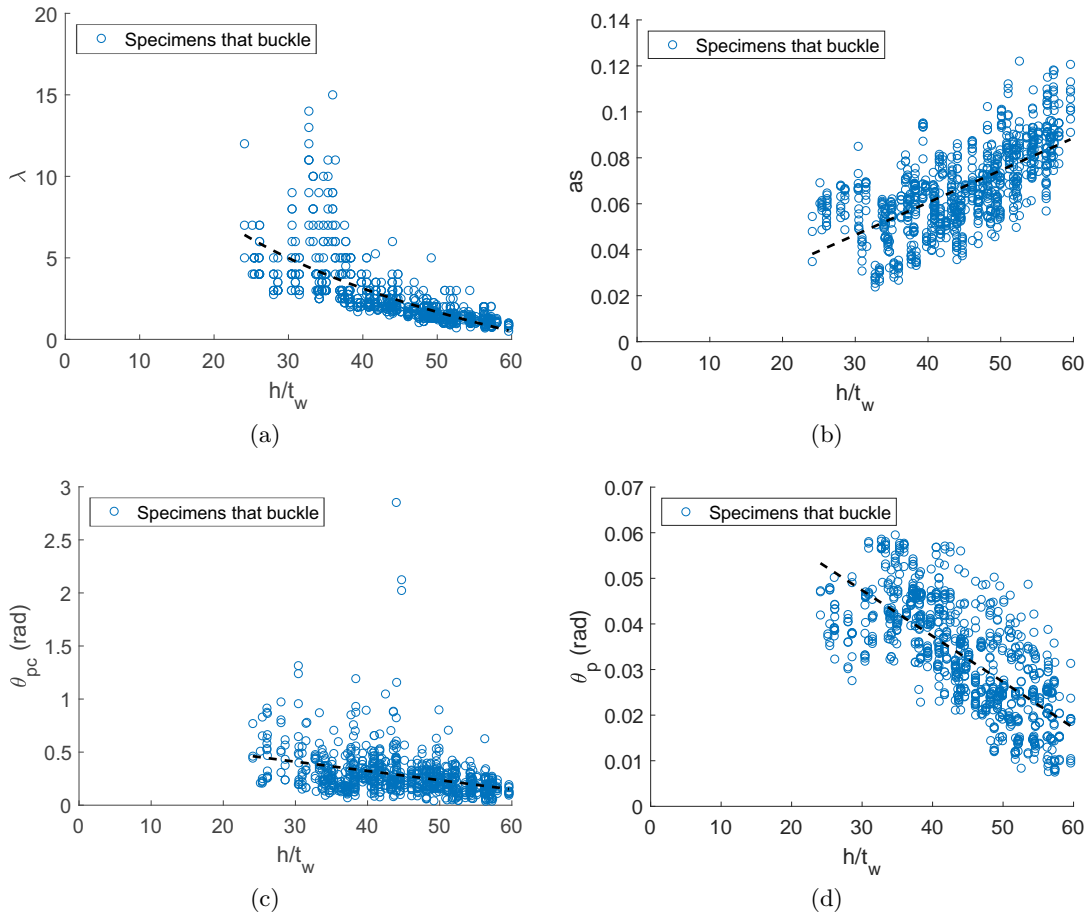 20
15
10
5
0
λ
Specimens that buckle
0 10 20 30 40 50 60
h/t_w
(a)
0.14
0.12
0.1
0.08
0.06
0.04
0.02
0
as
Specimens that buckle
0 10 20 30 40 50 60
h/t_w
(b)
3
2.5
2
1.5
1
0.5
0
θ_pc (rad)
Specimens that buckle
0 10 20 30 40 50 60
h/t_w
(c)
0.07
0.06
0.05
0.04
0.03
0.02
0.01
0
θ_p (rad)
Specimens that buckle
0 10 20 30 40 50 60
h/t_w
(d)